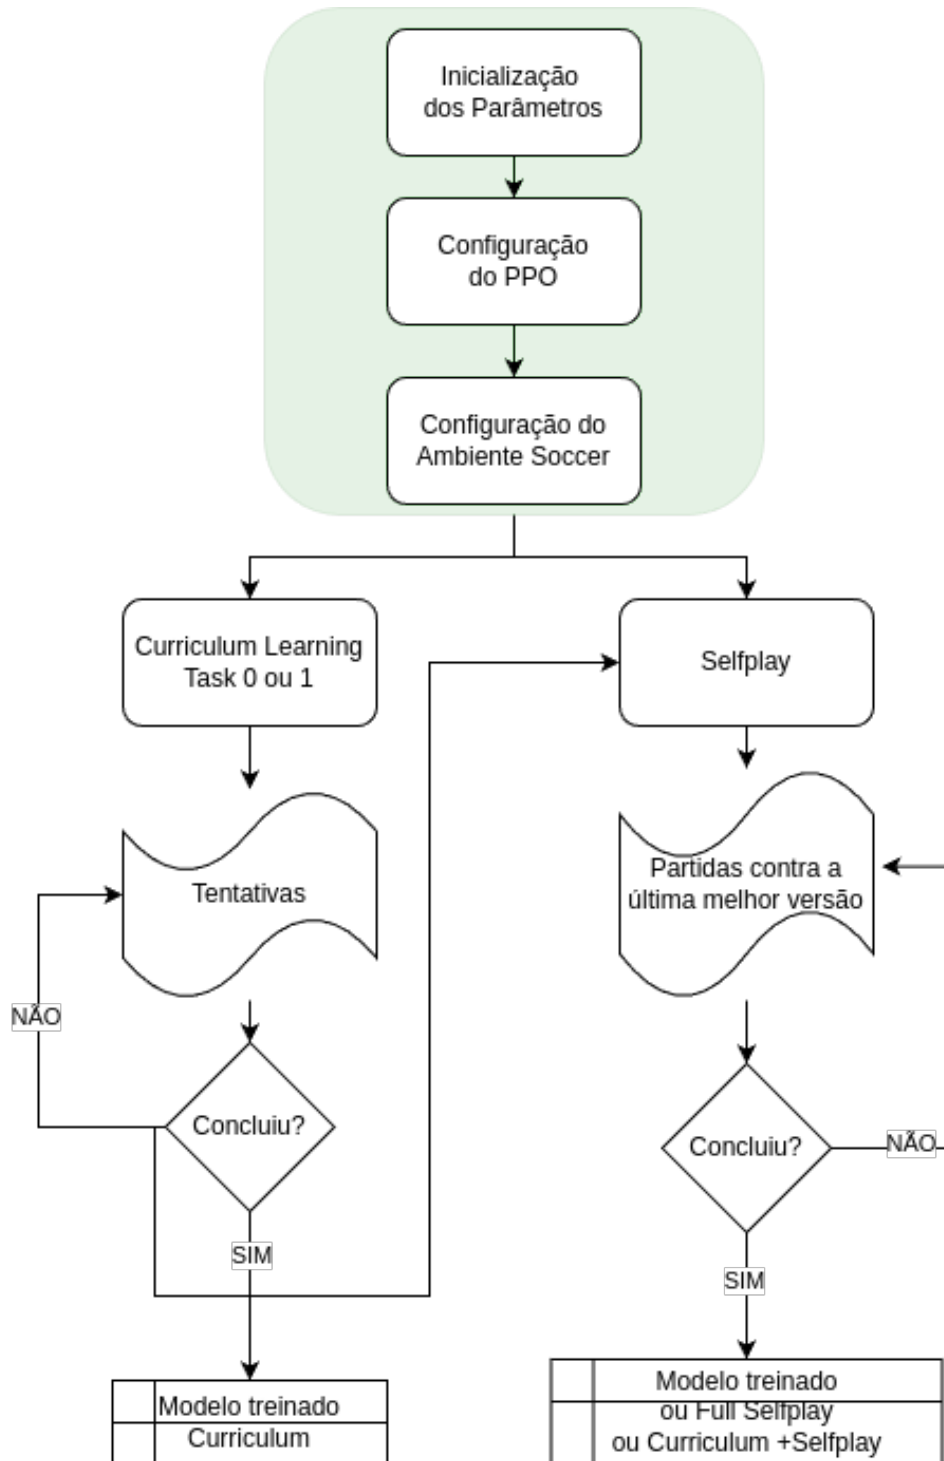 Inicialização
dos Parâmetros
Configuração
do PPO
Configuração do
Ambiente Soccer
Curriculum Learning
Task 0 ou 1
Selfplay
Tentativas
Partidas contra a
última melhor versão
NÃO
Concluiu?
Concluiu?
NÃO
SIM
SIM
Modelo treinado
Curriculum
Modelo treinado
ou Full Selfplay
ou Curriculum +Selfplay